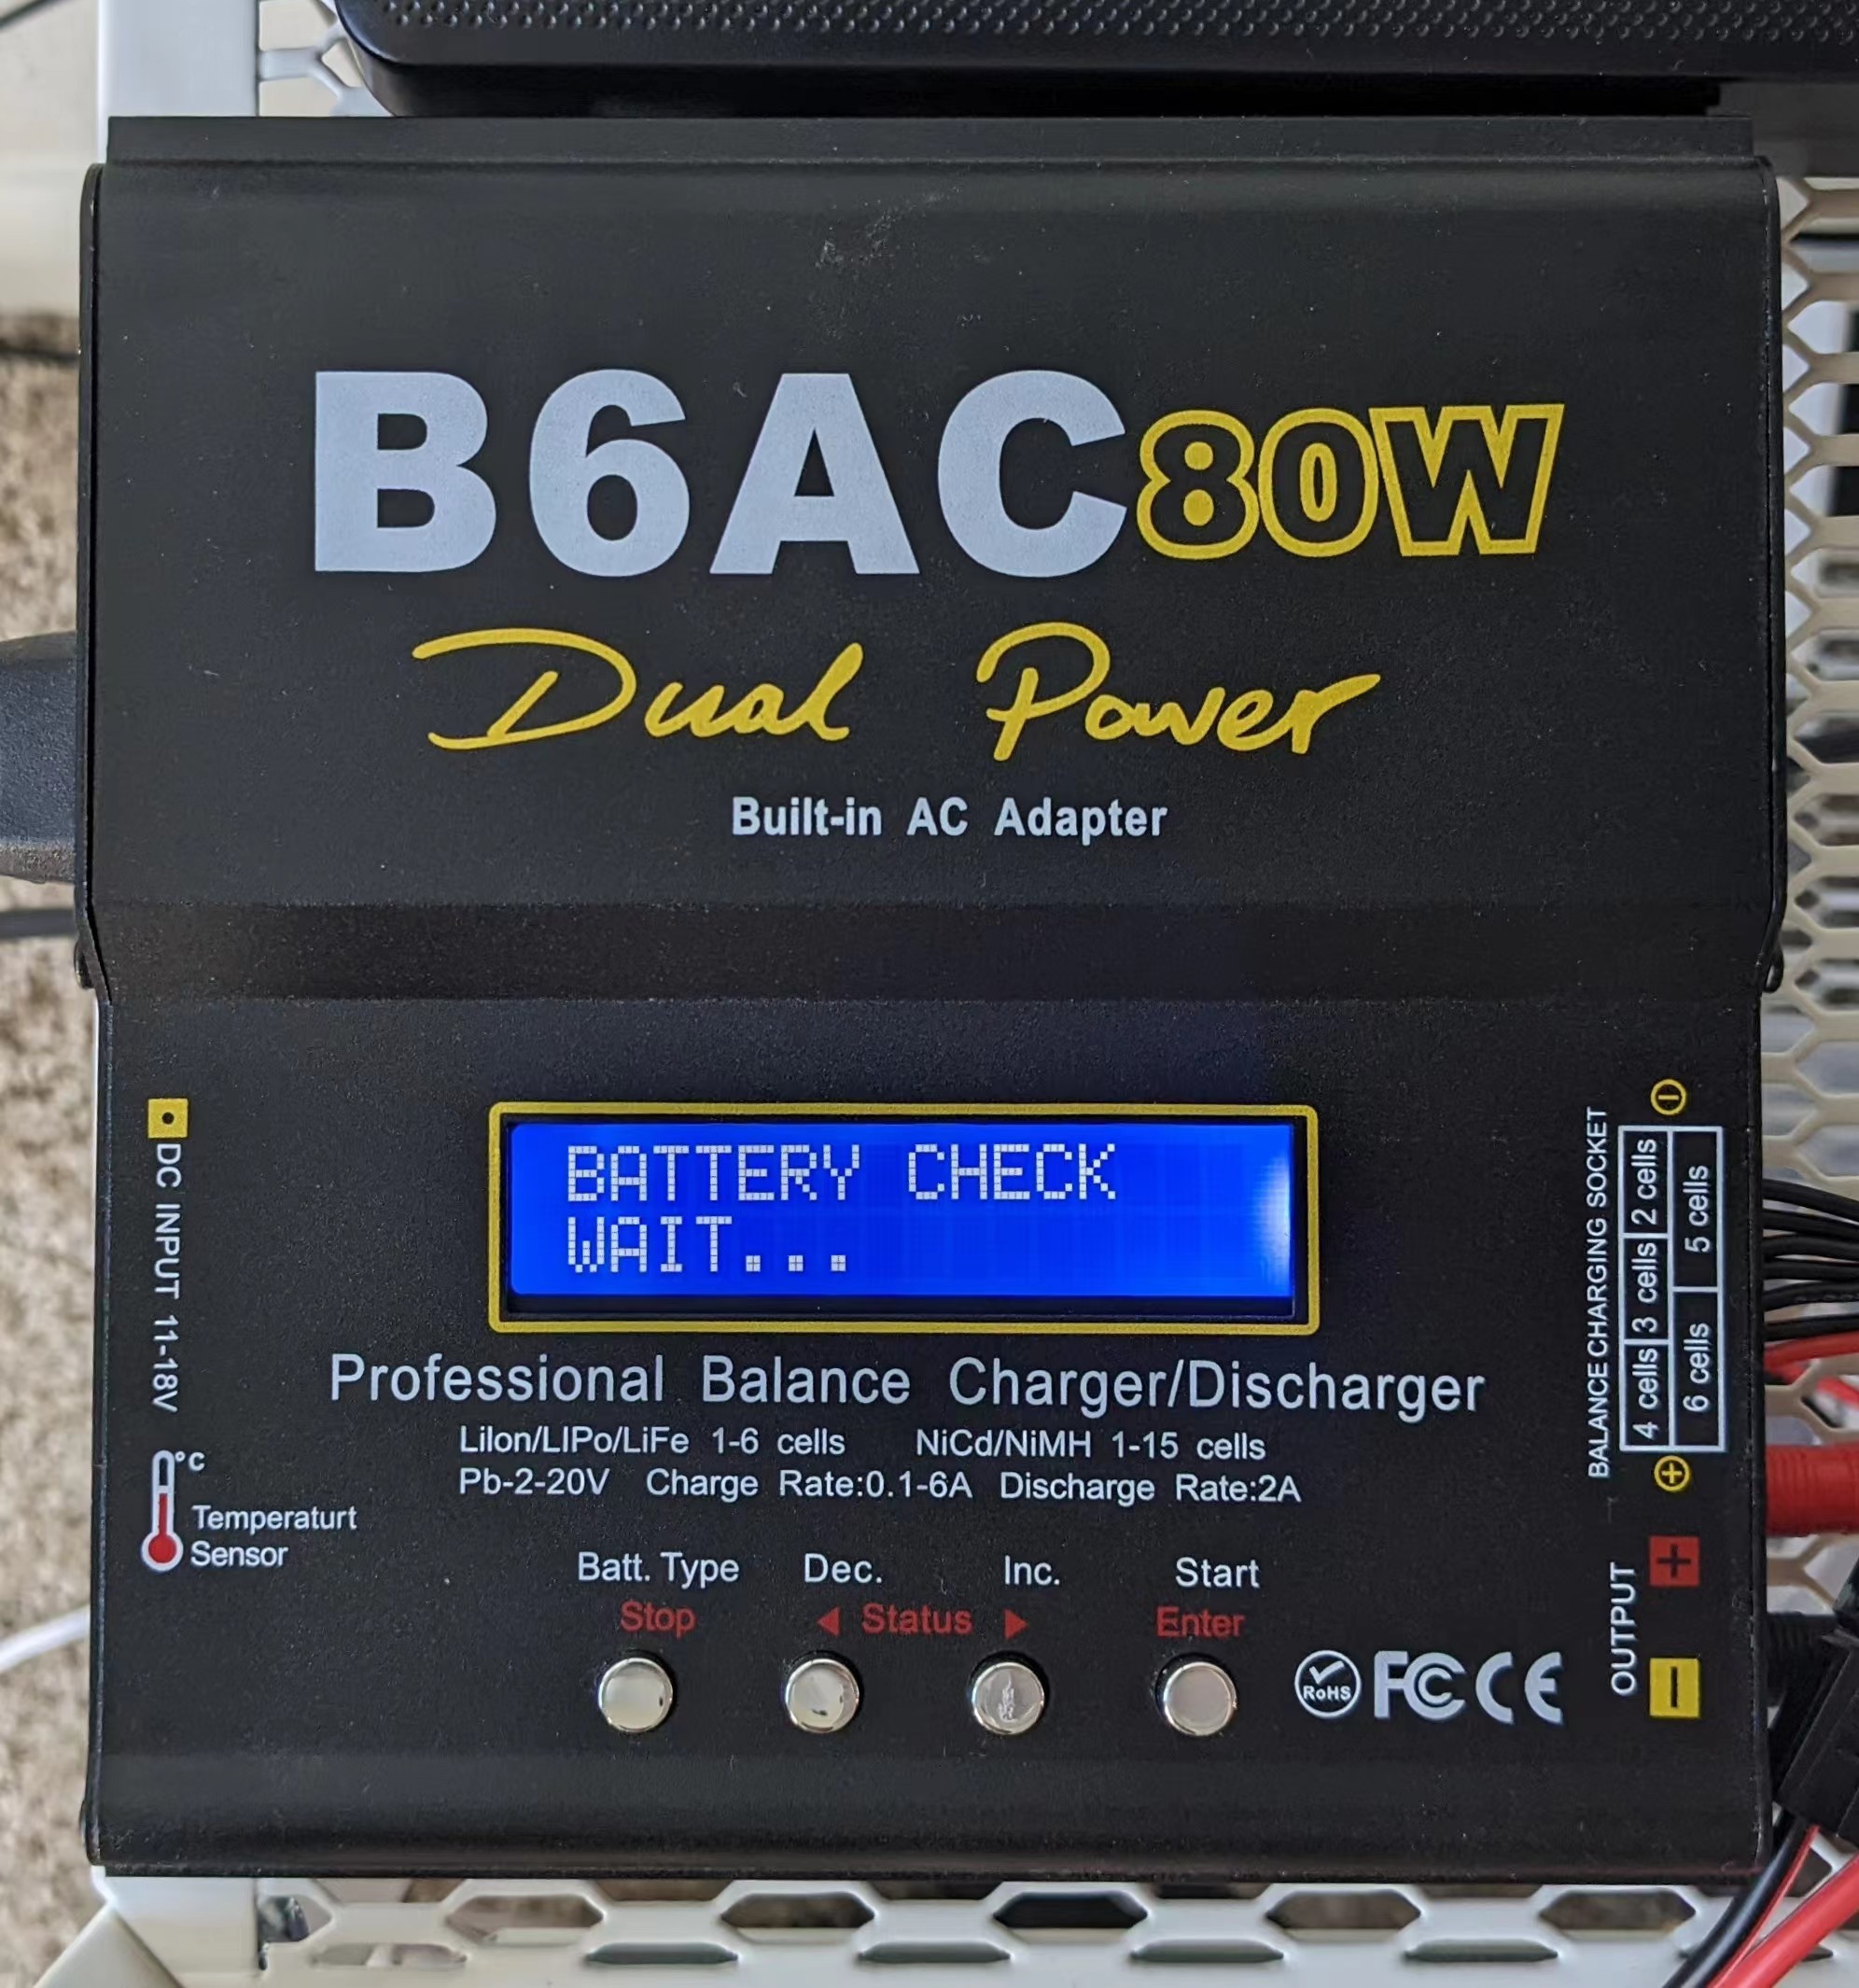 B6AC80W
Dual Power
Built-in AC Adapter
BATTERY CHECK
WAIT...
DC INPUT 11-18V
°C
Temperaturt
Sensor
Professional Balance Charger/Discharger
LiIon/LIPo/LiFe 1-6 cells NiCd/NiMH 1-15 cells
Pb-2-20V Charge Rate:0.1-6A Discharge Rate:2A
Batt. Type Dec. Inc. Start
Stop Status Enter
RoHS FC CE
BALANCE CHARGING SOCKET
4 cells 3 cells 2 cells
6 cells 5 cells
OUTPUT